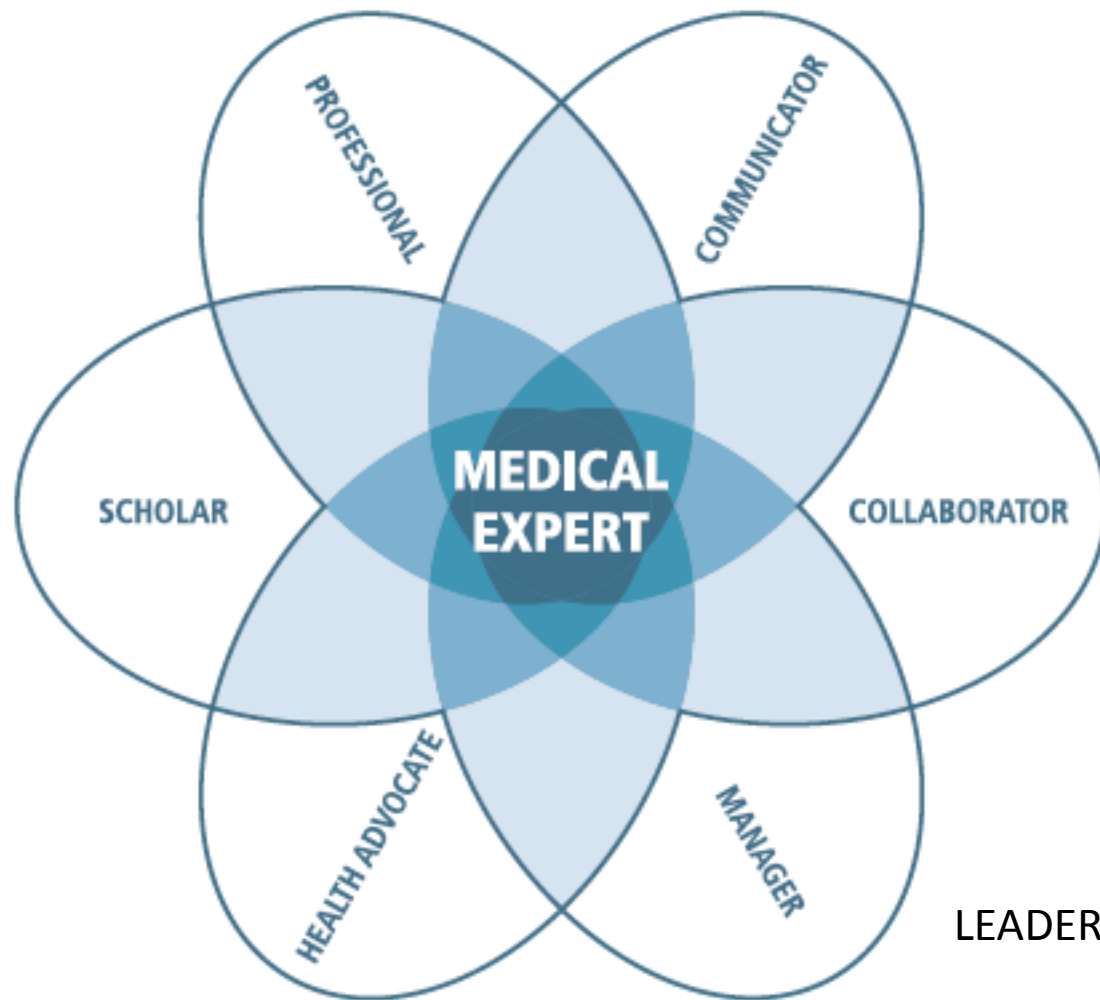 PROFESSIONAL
COMMUNICATOR
SCHOLAR
MEDICAL
EXPERT
COLLABORATOR
HEALTH ADVOCATE
MANAGER
LEADER